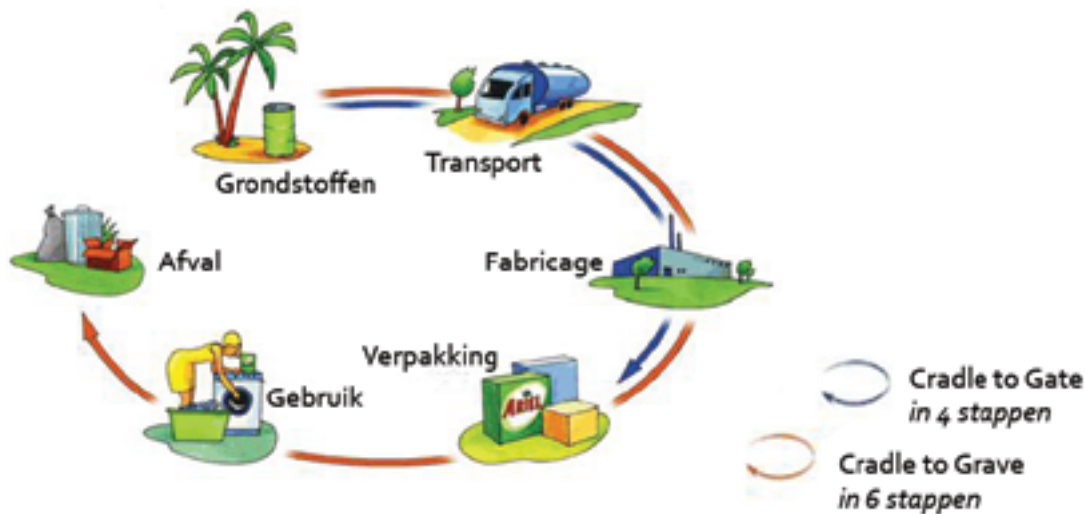 Transport
Grondstoffen
Afval
Fabricage
Verpakking
Gebruik
ARIEL
Cradle to Gate
in 4 stappen
Cradle to Grave
in 6 stappen